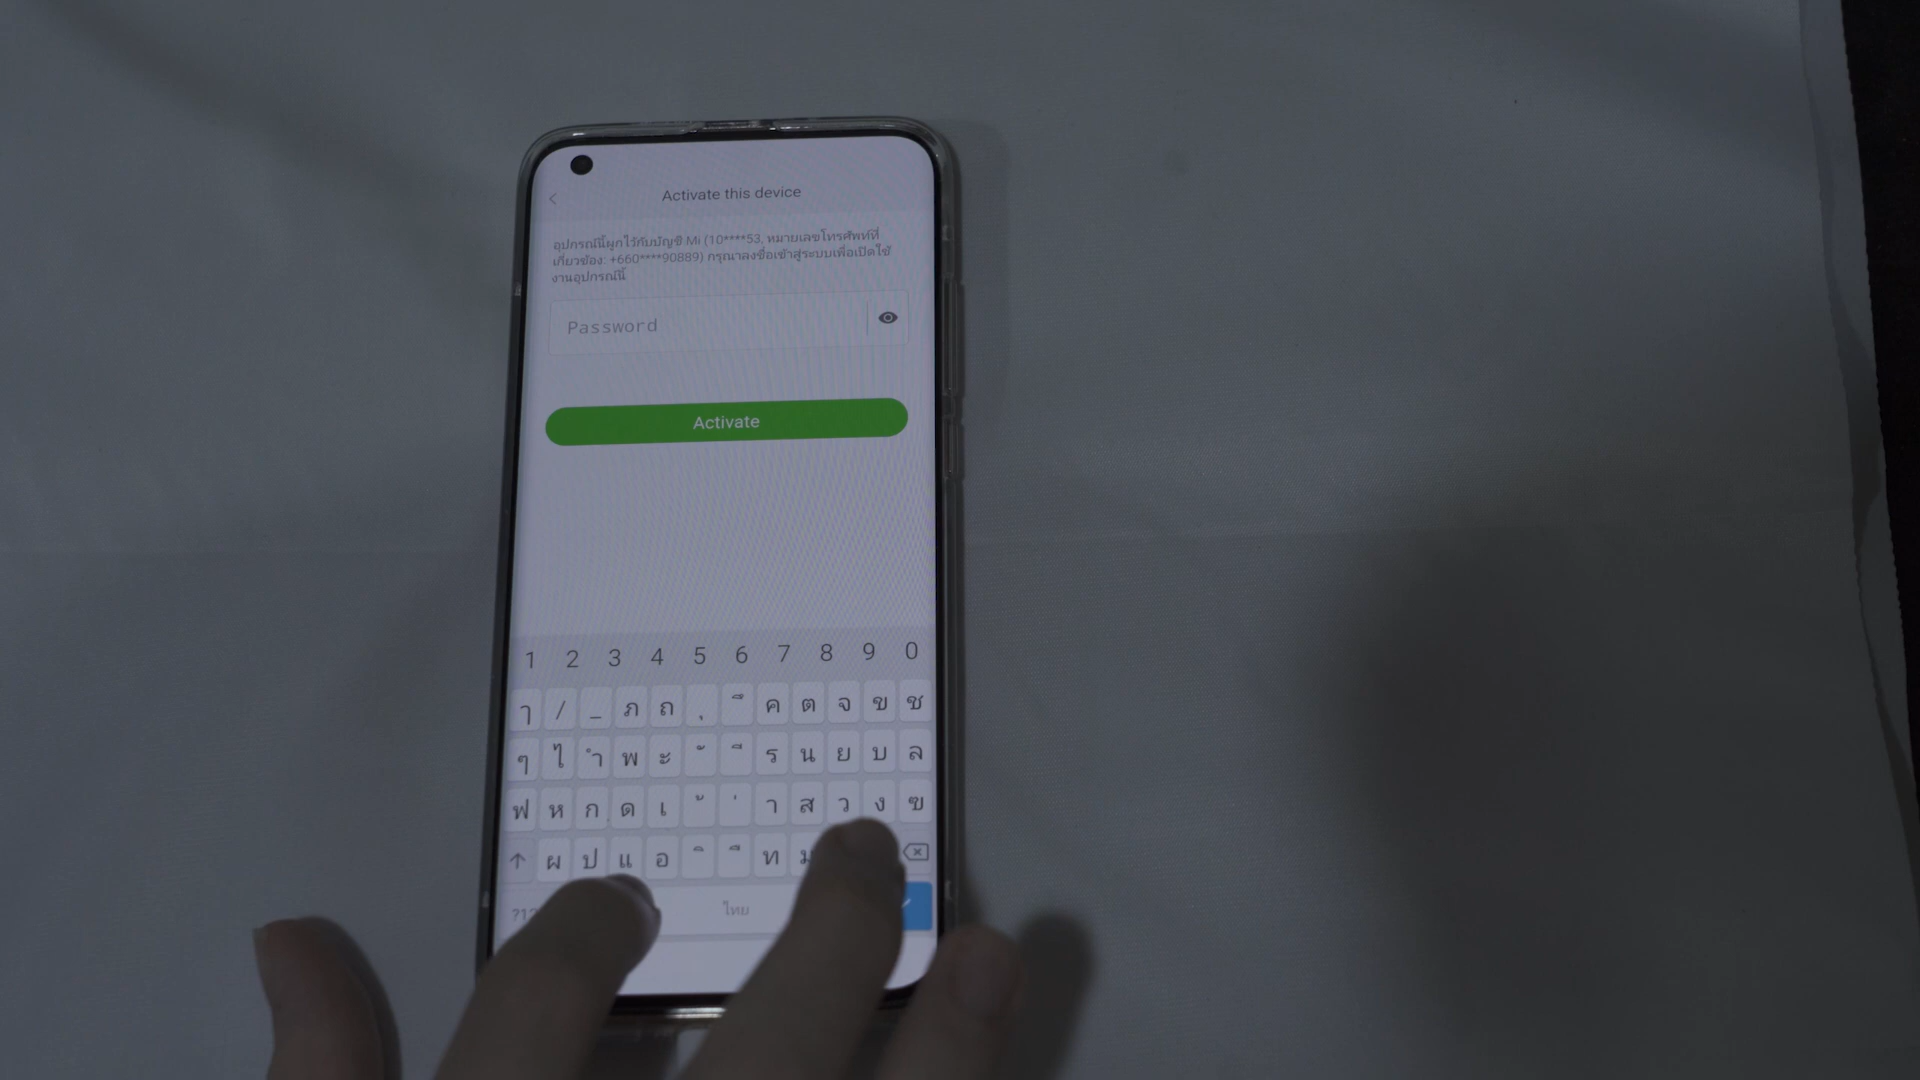 Activate this device
อุปกรณ์นี้ผูกไว้กับบัญชี Mi (10****53, หมายเลขโทรศัพท์ที่
เกี่ยวข้อง: +660****90889) กรุณาลงชื่อเข้าสู่ระบบเพื่อเปิดใช้
งานอุปกรณ์นี้
Password
Activate
1 2 3 4 5 6 7 8 9 0
ๅ / _ ภ ถ ุ ึ ค ต จ ข ช
ๆ ไ ำ พ ะ ั ี ร น ย บ ล
ฟ ห ก ด เ ้ ่ า ส ว ง ฃ
ผ ป แ อ ิ ื ท ม
?12
ไทย